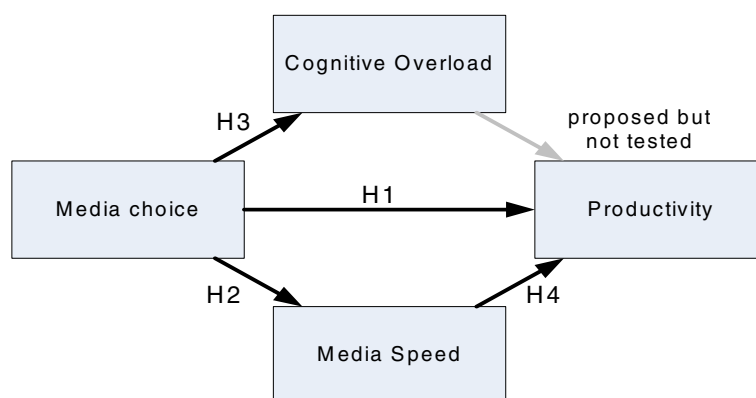 Cognitive Overload
proposed but
not tested
H3
Media choice
H1
Productivity
H2
H4
Media Speed